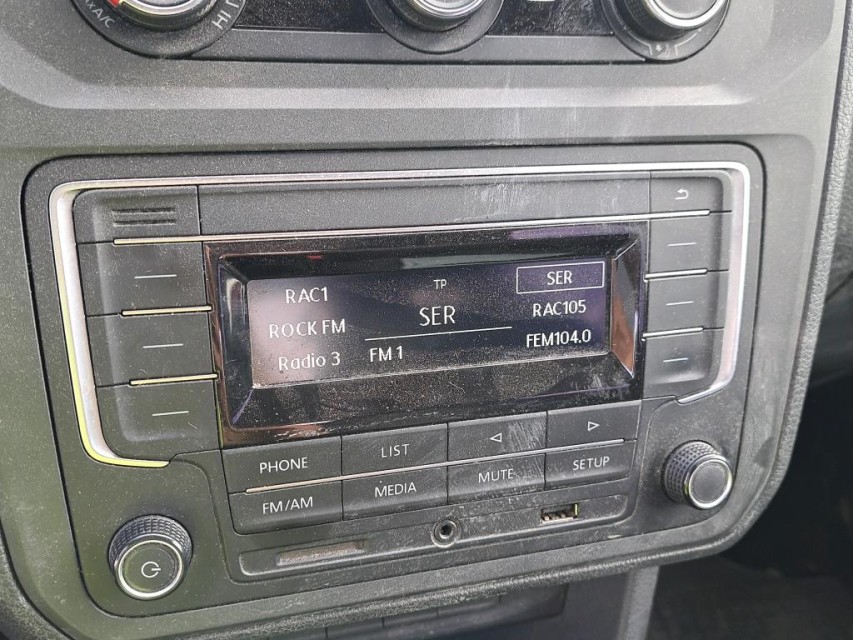 A/C
HI
RAC1
TP
SER
ROCK FM
SER
RAC105
Radio 3
FM 1
FEM104.0
PHONE
LIST
FM/AM
MEDIA
MUTE
SETUP